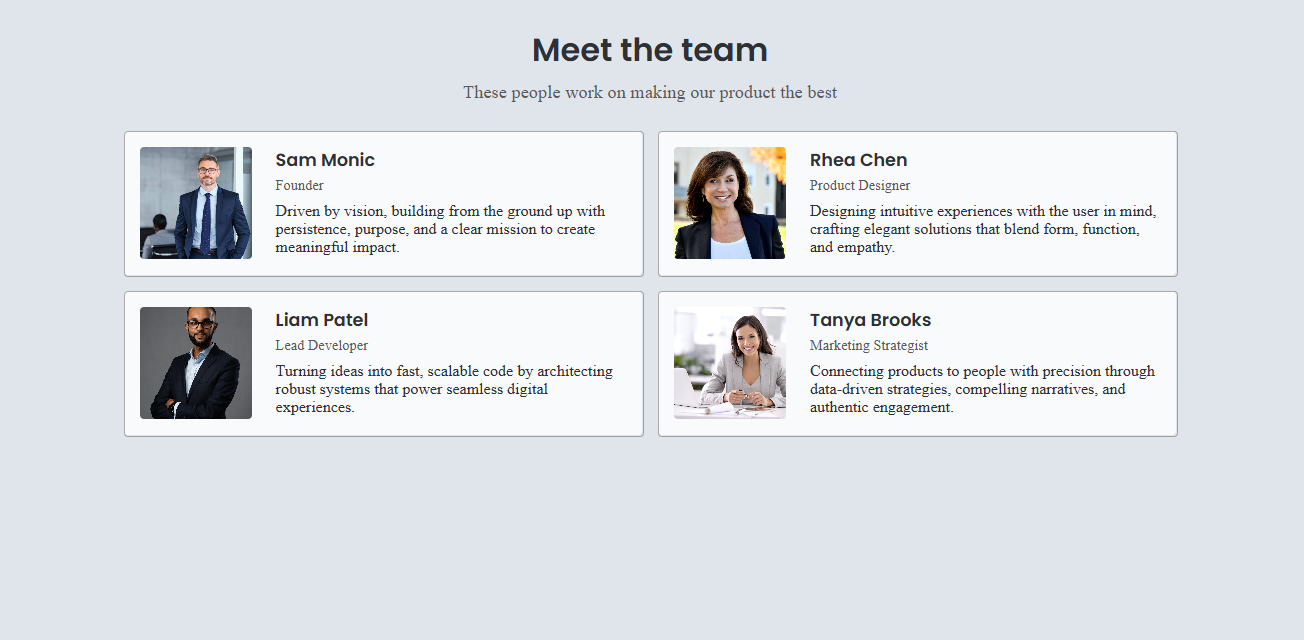 Meet the team
These people work on making our product the best
Sam Monic
Founder
Driven by vision, building from the ground up with
persistence, purpose, and a clear mission to create
meaningful impact.
Rhea Chen
Product Designer
Designing intuitive experiences with the user in mind,
crafting elegant solutions that blend form, function,
and empathy.
Liam Patel
Lead Developer
Turning ideas into fast, scalable code by architecting
robust systems that power seamless digital
experiences.
Tanya Brooks
Marketing Strategist
Connecting products to people with precision through
data-driven strategies, compelling narratives, and
authentic engagement.